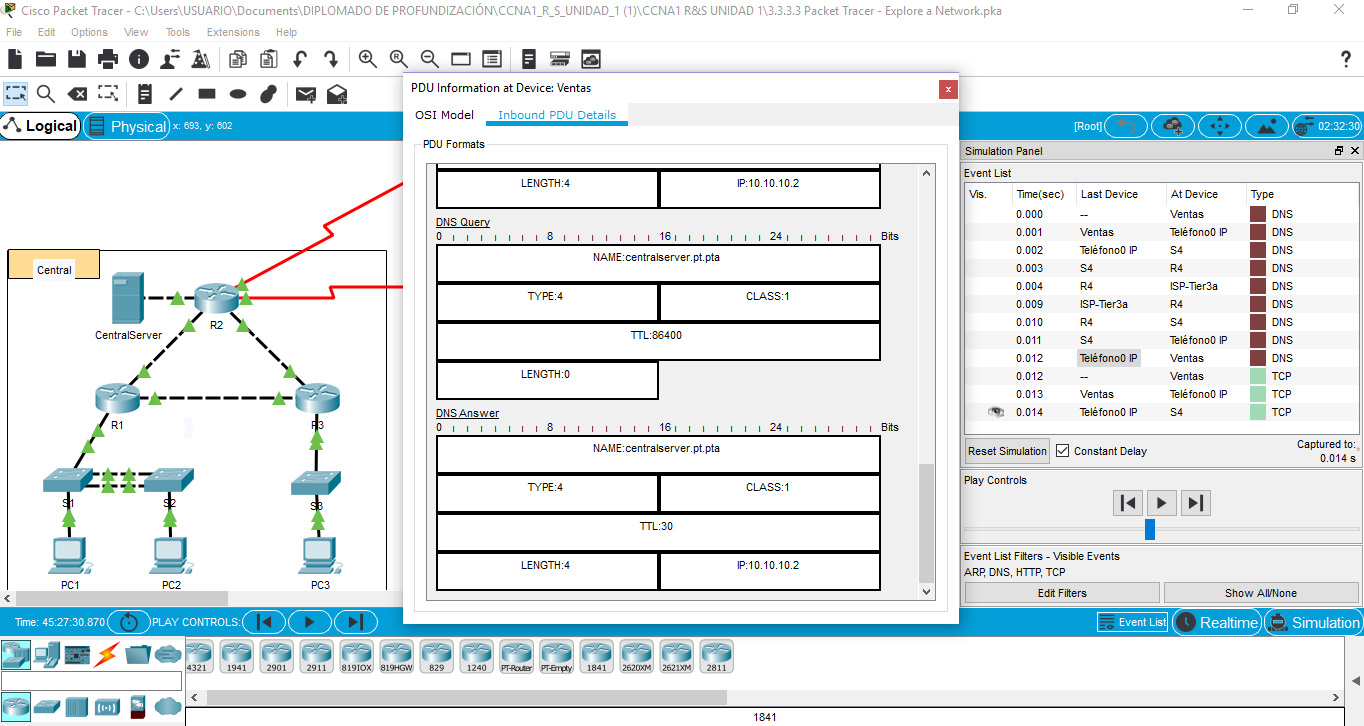 Cisco Packet Tracer - C:\Users\USUARIO\Documents\DIPLOMADO DE PROFUNDIZACIÓN\CCNA1_R_S_UNIDAD_1 (1)\CCNA1 R&S UNIDAD 1\3.3.3.3 Packet Tracer - Explore a Network.pka
File Edit Options View Tools Extensions Help
Logical Physical x: 693, y: 602
[Root] 02:32:30
Central
CentralServer
R2
R1
R3
S1
S2
S3
PC1
PC2
PC3
PDU Information at Device: Ventas
x
OSI Model Inbound PDU Details
PDU Formats
LENGTH:4 IP:10.10.10.2
DNS Query
0 8 16 24 Bits
NAME:centralserver.pt.pta
TYPE:4 CLASS:1
TTL:86400
LENGTH:0
DNS Answer
0 8 16 24 Bits
NAME:centralserver.pt.pta
TYPE:4 CLASS:1
TTL:30
LENGTH:4 IP:10.10.10.2
Simulation Panel
Event List
Vis. Time(sec) Last Device At Device Type
0.000 -- Ventas DNS
0.001 Ventas Teléfono0 IP DNS
0.002 Teléfono0 IP S4 DNS
0.003 S4 R4 DNS
0.004 R4 ISP-Tier3a DNS
0.009 ISP-Tier3a R4 DNS
0.010 R4 S4 DNS
0.011 S4 Teléfono0 IP DNS
0.012 Teléfono0 IP Ventas DNS
0.012 -- Ventas TCP
0.013 Ventas Teléfono0 IP TCP
0.014 Teléfono0 IP S4 TCP
Reset Simulation Constant Delay Captured to:
0.014 s
Play Controls
Event List Filters - Visible Events
ARP, DNS, HTTP, TCP
Edit Filters Show All/None
Time: 45:27:30.870 PLAY CONTROLS:
Event List Realtime Simulation
4321 1941 2901 2911 819IOX 819HGW 829 1240 PT-Router PT-Empty 1841 2620XM 2621XM 2811
1841